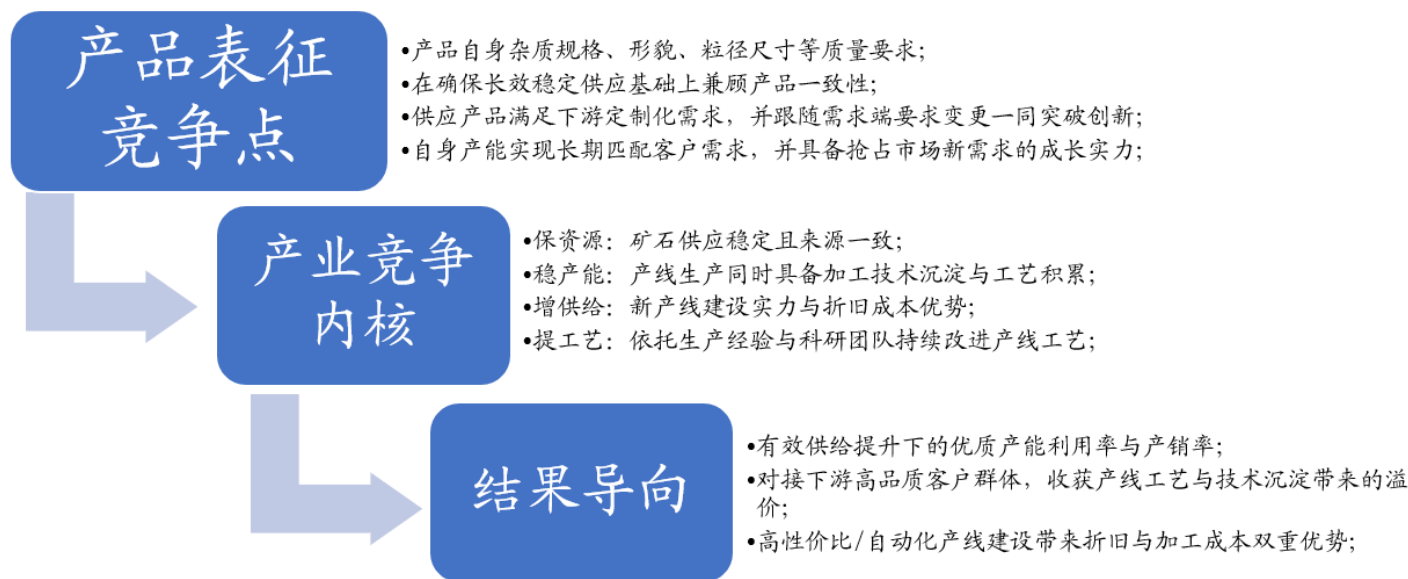 产品表征
竞争点
•产品自身杂质规格、形貌、粒径尺寸等质量要求；
•在确保长效稳定供应基础上兼顾产品一致性；
•供应产品满足下游定制化需求，并跟随需求端要求变更一同突破创新；
•自身产能实现长期匹配客户需求，并具备抢占市场新需求的成长实力；
产业竞争
内核
•保资源：矿石供应稳定且来源一致；
•稳产能：产线生产同时具备加工技术沉淀与工艺积累；
•增供给：新产线建设实力与折旧成本优势；
•提工艺：依托生产经验与科研团队持续改进产线工艺；
结果导向
•有效供给提升下的优质产能利用率与产销率；
•对接下游高品质客户群体，收获产线工艺与技术沉淀带来的溢
价；
•高性价比/自动化产线建设带来折旧与加工成本双重优势；